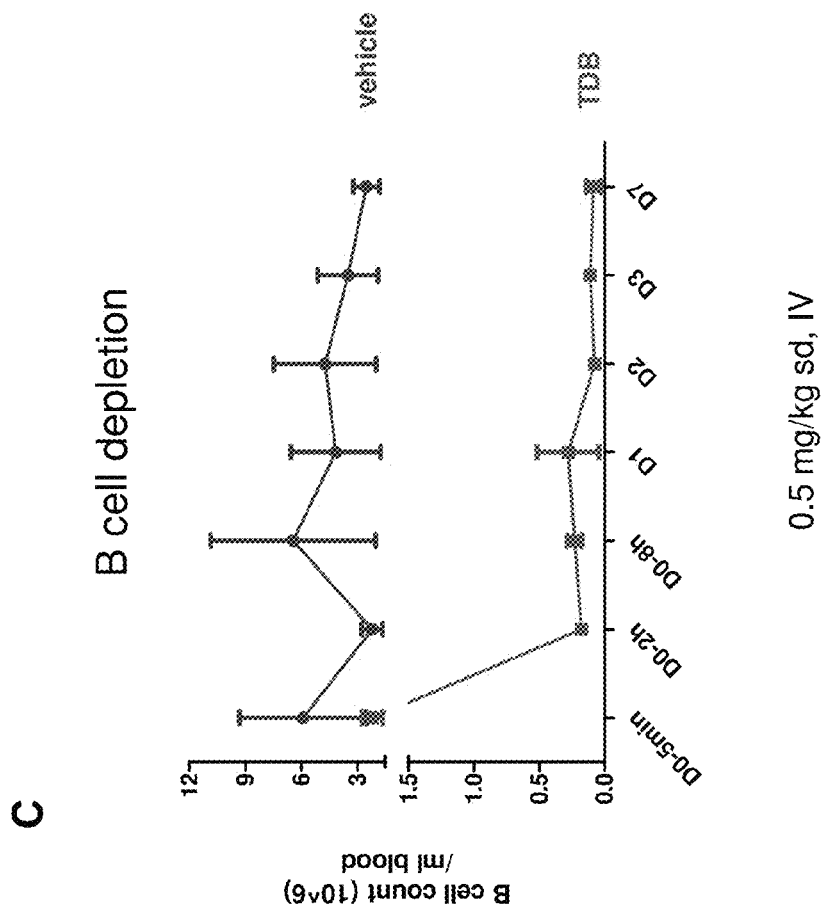 C
B cell depletion
B cell count (10^6)
/ml blood
12
9
6
3
1.5
1.0
0.5
0.0
vehicle
TDB
D0-5min
D0-2h
D0-8h
D1
D2
D3
D7
0.5 mg/kg sd, IV